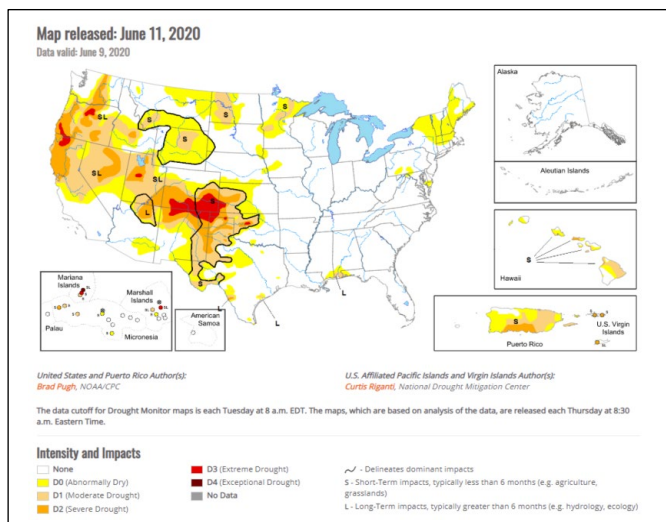 Map released: June 11, 2020
Data valid: June 9, 2020
Alaska
Aloutian Islands
Hawaii
S
Puerto Rico
S
U.S. Virgin
Islands
SL
S
SL
S
S
S
S
SL
L
S
S
L
L
L
Mariana
Islands
Marshall
Islands
Palau
Micronesia
American
Samoa
United States and Puerto Rico Author(s):
Brad Pugh, NOAA/CPC
U.S. Affiliated Pacific Islands and Virgin Islands Author(s):
Curtis Riganti, National Drought Mitigation Center
The data cutoff for Drought Monitor maps is each Tuesday at 8 a.m. EDT. The maps, which are based on analysis of the data, are released each Thursday at 8:30
a.m. Eastern Time.
Intensity and Impacts
None
D0 (Abnormally Dry)
D1 (Moderate Drought)
D2 (Severe Drought)
D3 (Extreme Drought)
D4 (Exceptional Drought)
No Data
- Delineates dominant impacts
S - Short-Term impacts, typically less than 6 months (e.g. agriculture,
grasslands)
L - Long-Term impacts, typically greater than 6 months (e.g. hydrology, ecology)